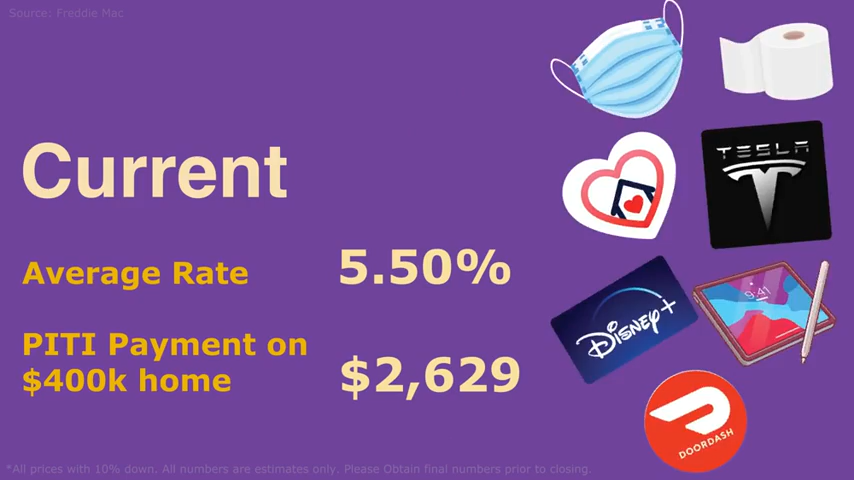 Source: Freddie Mac
Current
Average Rate 5.50%
PITI Payment on
$400k home $2,629
TESLA
Disney+
9:41
DOORDASH
*All prices with 10% down. All numbers are estimates only. Please Obtain final numbers prior to closing.